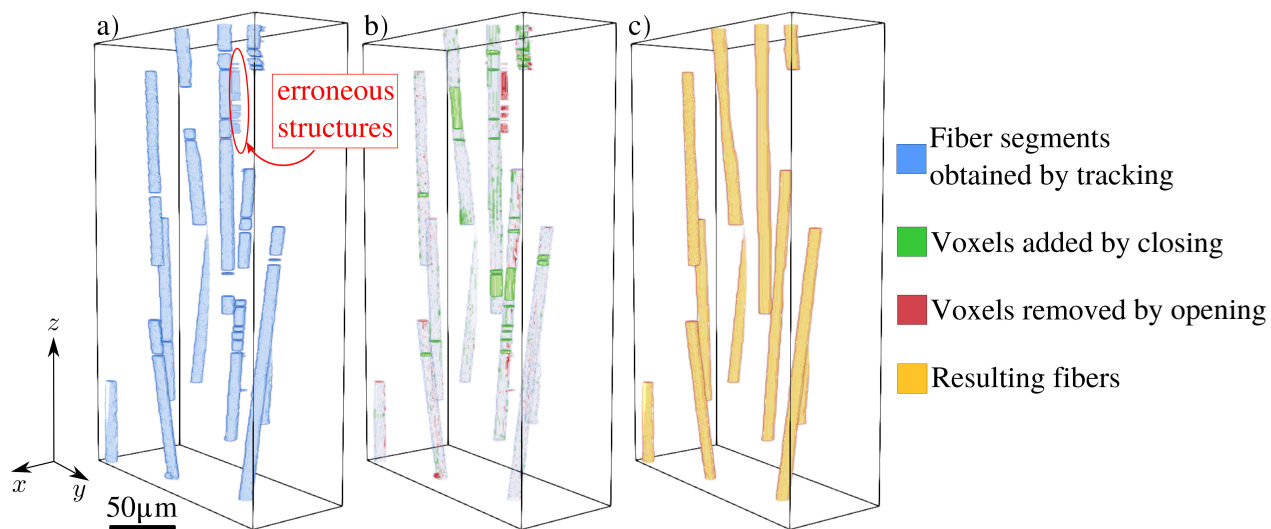 a)
b)
c)
erroneous
structures
Fiber segments
obtained by tracking
Voxels added by closing
Voxels removed by opening
Resulting fibers
z
x
y
50μm